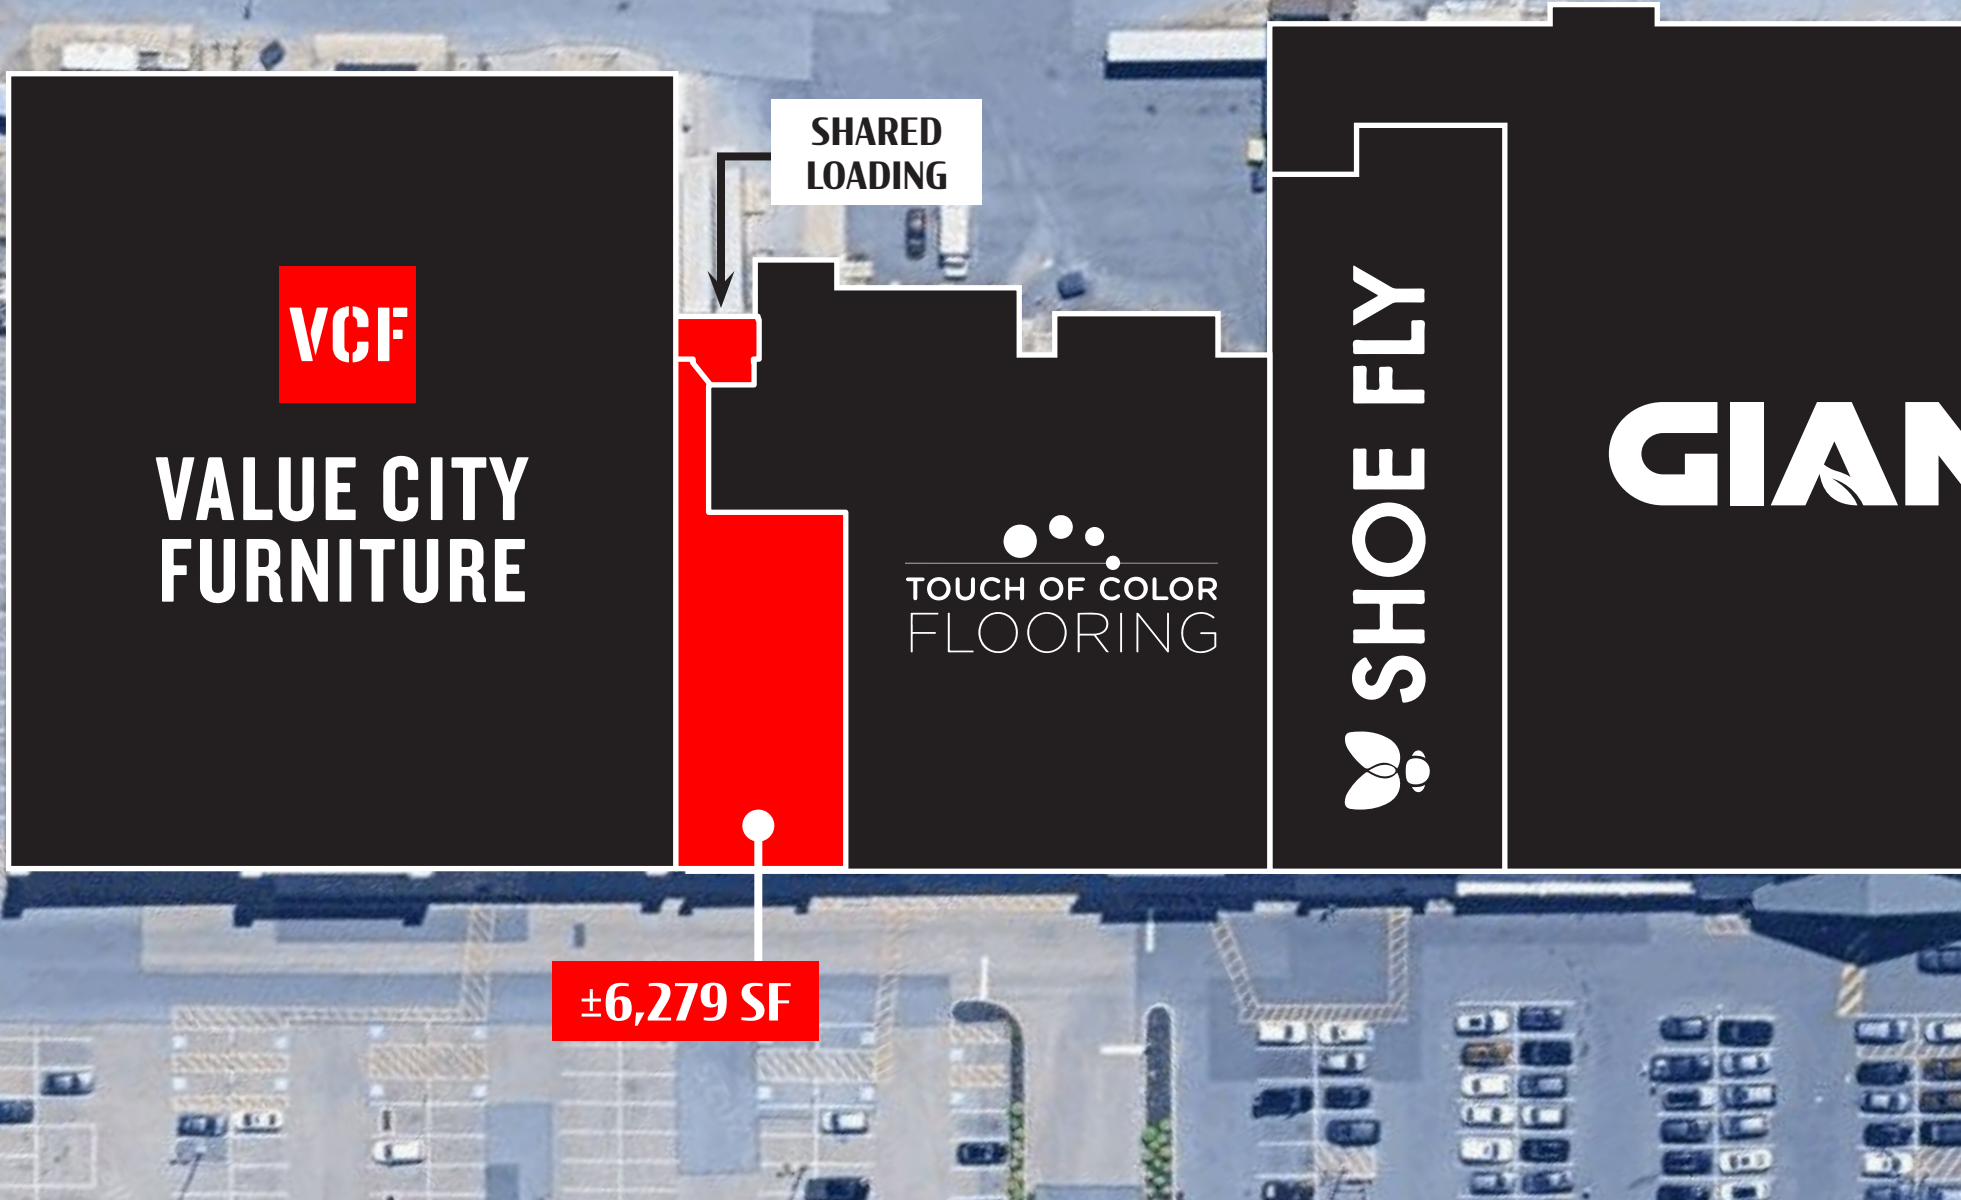 SHARED
LOADING
VCF
VALUE CITY
FURNITURE
TOUCH OF COLOR
FLOORING
SHOE FLY
GIAN
±6,279 SF